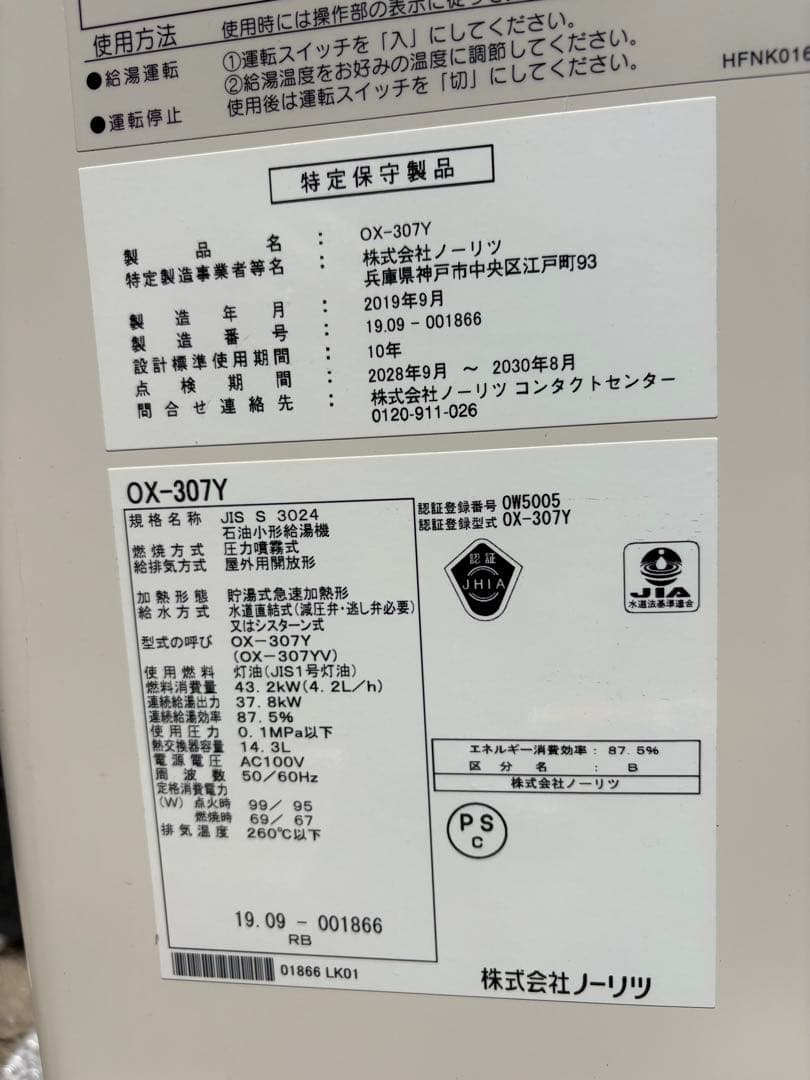 使用方法
使用時には操作部の表示に従っ
●給湯運転
①運転スイッチを「入」にしてください。
②給湯温度をお好みの温度に調節してください。
●運転停止
使用後は運転スイッチを「切」にしてください。
HFNK016
特定保守製品
製品名 : OX-307Y
特定製造事業者等名 : 株式会社ノーリツ
兵庫県神戸市中央区江戸町93
製造年月 : 2019年9月
製造番号 : 19.09-001866
設計標準使用期間 : 10年
点検期間 : 2028年9月 ～ 2030年8月
問合せ連絡先 : 株式会社ノーリツ コンタクトセンター
0120-911-026
OX-307Y
規格名称 JIS S 3024
石油小形給湯機
燃焼方式 圧力噴霧式
給排気方式 屋外用開放形
加熱形態 貯湯式急速加熱形
給水方式 水道直結式(減圧弁・逃し弁必要)
又はシスターン式
型式の呼び OX-307Y
(OX-307YV)
使用燃料 灯油(JIS1号灯油)
燃料消費量 43.2kW(4.2L/h)
連続給湯出力 37.8kW
連続給湯効率 87.5%
使用圧力 0.1MPa以下
熱交換器容量 14.3L
電源電圧 AC100V
周波数 50/60Hz
定格消費電力
(W) 点火時 99/ 95
燃焼時 69/ 67
排気温度 260℃以下
19.09 - 001866
RB
01866 LK01
認証登録番号 OW5005
認証登録型式 OX-307Y
認証
JHIA
JIA
水道法基準適合
エネルギー消費効率 : 87.5%
区分名 : B
株式会社ノーリツ
PS
C
株式会社ノーリツ